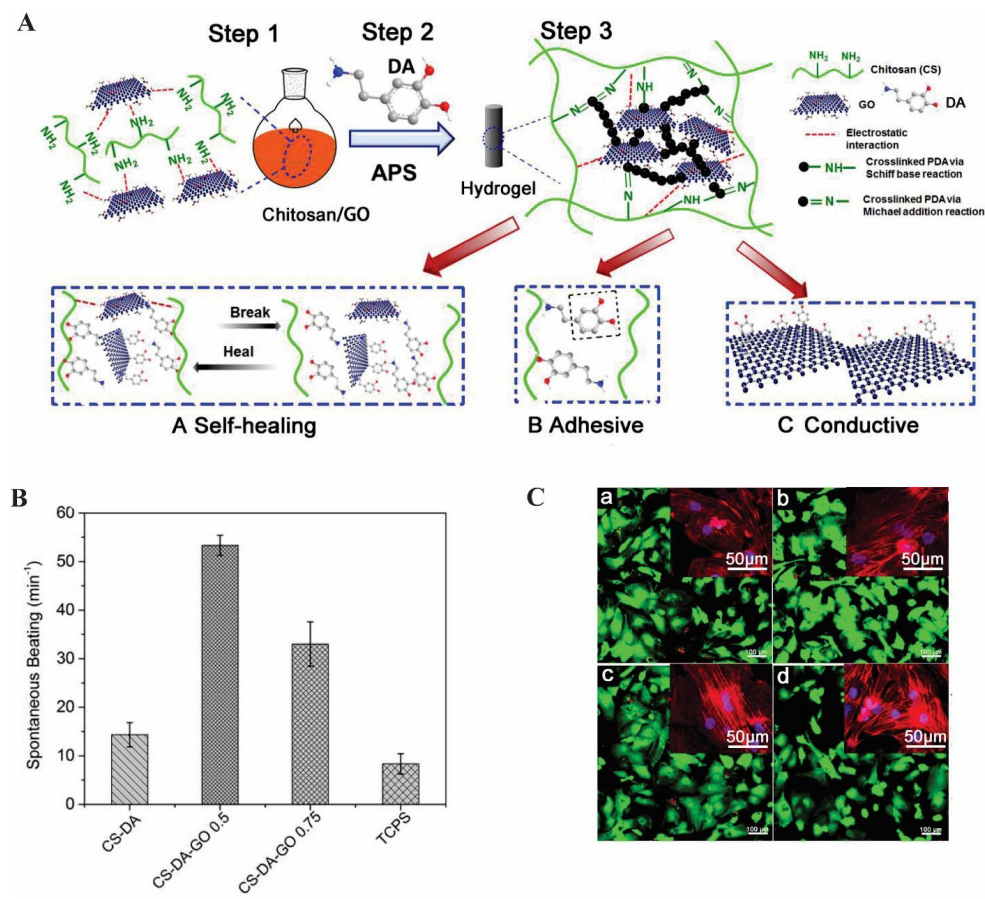 A
Step 1
Step 2
Step 3
DA
APS
Chitosan/GO
Hydrogel
NH2
NH2
NH2
NH2
NH2
NH2
NH2
NH2
N
N
NH
N
N
N
N
NH
N
NH2
NH2
Chitosan (CS)
GO
DA
Electrostatic
interaction
NH
Crosslinked PDA via
Schiff base reaction
N
Crosslinked PDA via
Michael addition reaction
Break
Heal
A Self-healing
B Adhesive
C Conductive
B
Spontaneous Beating (min-1)
60
50
40
30
20
10
0
CS-DA
CS-DA-GO 0.5
CS-DA-GO 0.75
TCPS
C
a
50µm
100 µm
b
50µm
100 µm
c
50µm
100 µm
d
50µm
100 µm